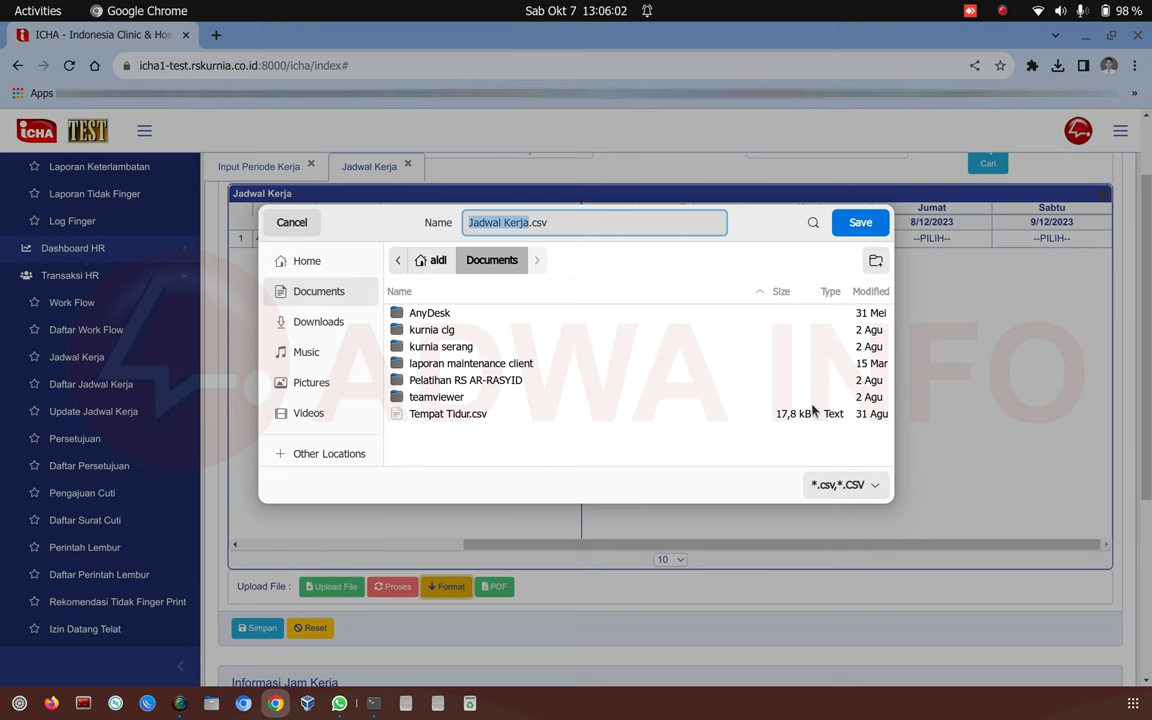 Activities
Google Chrome
Sab Okt 7 13:06:02
98 %
ICHA - Indonesia Clinic & Hos
icha1-test.rskurnia.co.id:8000/icha/index#
Apps
iCHA TEST
Laporan Keterlambatan
Laporan Tidak Finger
Log Finger
Dashboard HR
Transaksi HR
Work Flow
Daftar Work Flow
Jadwal Kerja
Daftar Jadwal Kerja
Update Jadwal Kerja
Persetujuan
Daftar Persetujuan
Pengajuan Cuti
Daftar Surat Cuti
Perintah Lembur
Daftar Perintah Lembur
Rekomendasi Tidak Finger Print
Izin Datang Telat
Input Periode Kerja
Jadwal Kerja
Cari
Jadwal Kerja
Jumat
Sabtu
8/12/2023
9/12/2023
1
--PILIH--
--PILIH--
Cancel
Name
Jadwal Kerja.csv
Save
Home
Documents
Downloads
Music
Pictures
Videos
Other Locations
aldi
Documents
Name
Size
Type
Modified
AnyDesk
31 Mei
kurnia clg
2 Agu
kurnia serang
2 Agu
laporan maintenance client
15 Mar
Pelatihan RS AR-RASYID
2 Agu
teamviewer
2 Agu
Tempat Tidur.csv
17,8 kB
Text
31 Agu
*.csv,*.CSV
ADWA INFO
10
Upload File :
Upload File
Proses
Format
PDF
Simpan
Reset
Informasi Jam Kerja